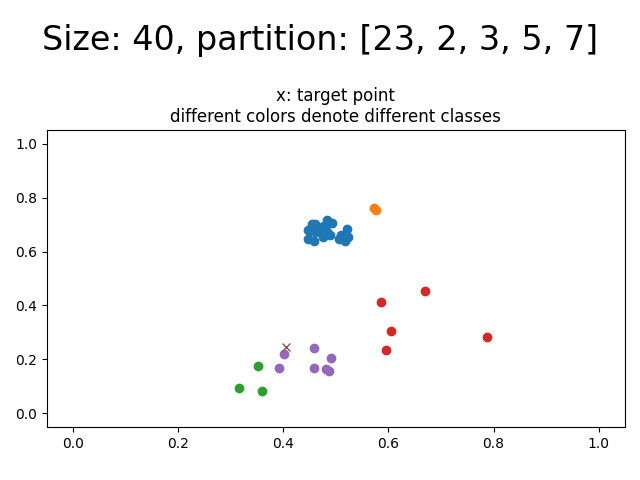 Size: 40, partition: [23, 2, 3, 5, 7]
x: target point
different colors denote different classes
1.0
0.8
0.6
0.4
0.2
0.0
0.0 0.2 0.4 0.6 0.8 1.0